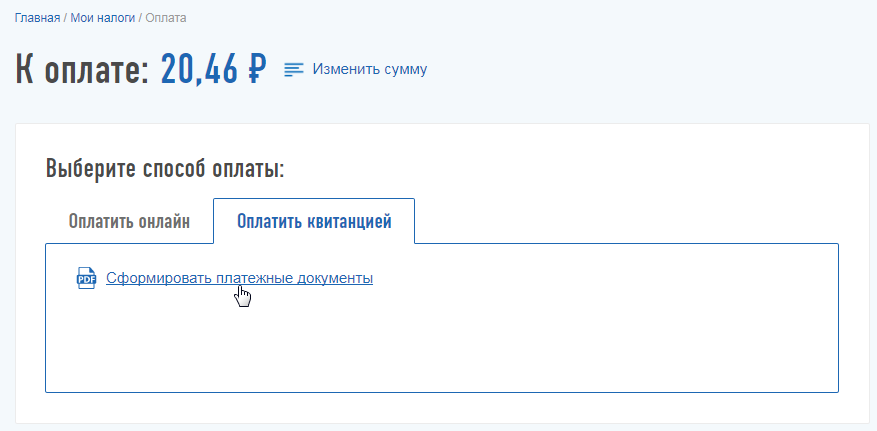 Главная / Мои налоги / Оплата
К оплате: 20,46 ₽ Изменить сумму
Выберите способ оплаты:
Оплатить онлайн Оплатить квитанцией
PDF Сформировать платежные документы